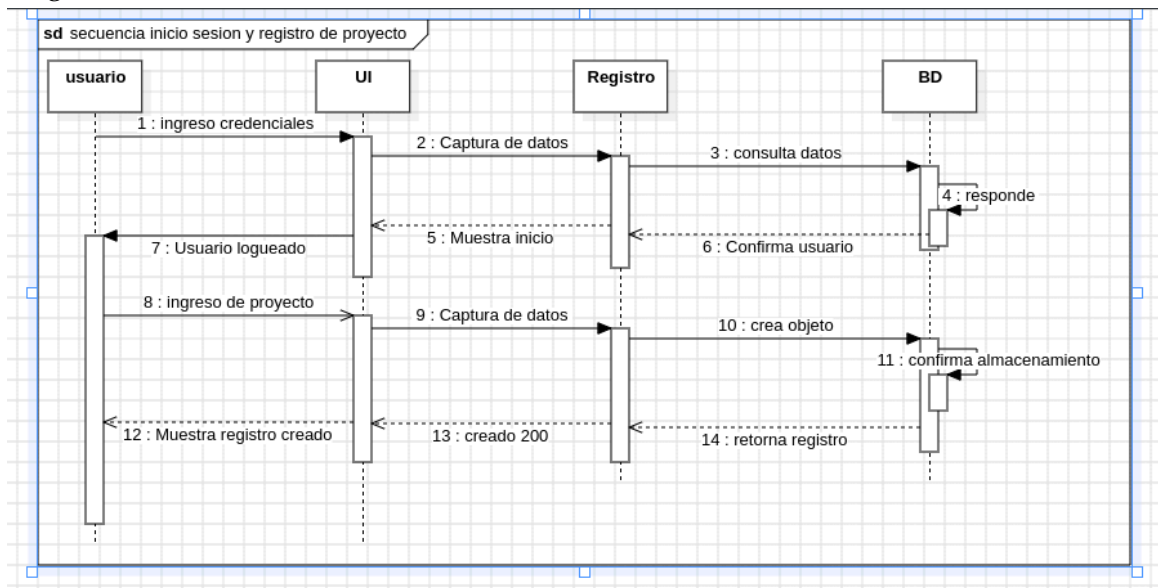 sd secuencia inicio sesion y registro de proyecto
usuario
UI
Registro
BD
1 : ingreso credenciales
2 : Captura de datos
3 : consulta datos
4 : responde
5 : Muestra inicio
6 : Confirma usuario
7 : Usuario logueado
8 : ingreso de proyecto
9 : Captura de datos
10 : crea objeto
11 : confirma almacenamiento
12 : Muestra registro creado
13 : creado 200
14 : retorna registro